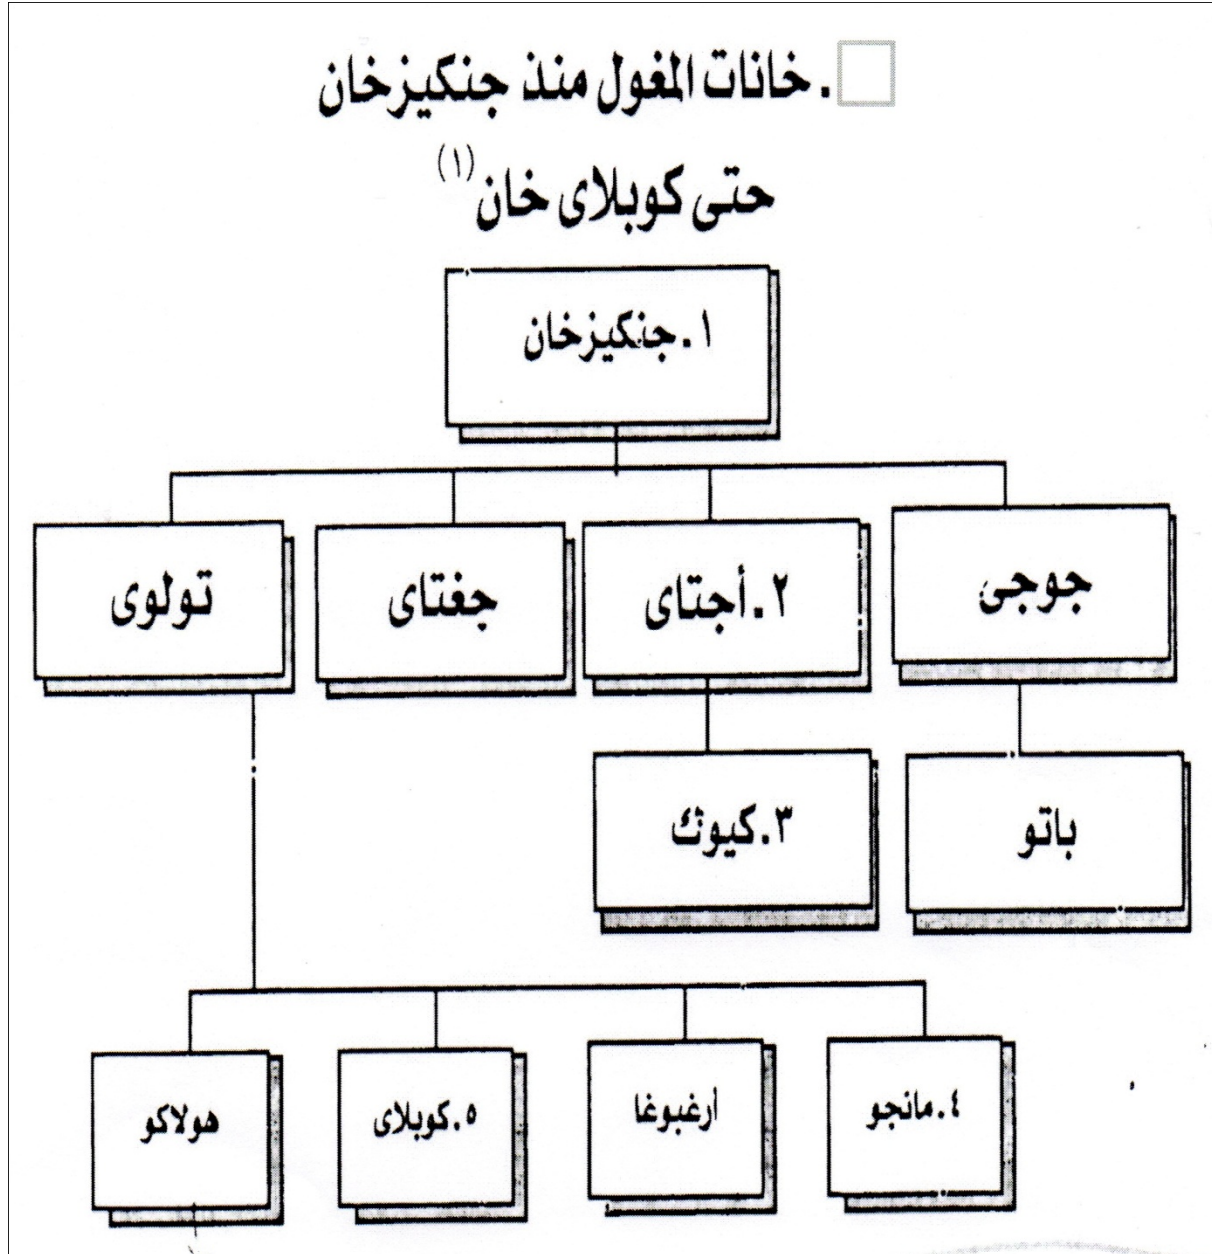 . خانات المغول منذ جنكيزخان
حتى كوبلاى خان (١)
١ . جنكيزخان
جوجى
٢ . أجتاى
جغتاى
تولوى
باتو
٣ . كيوك
٤ . مانجو
أرغبوغا
٥ . كوبلاى
هولاكو